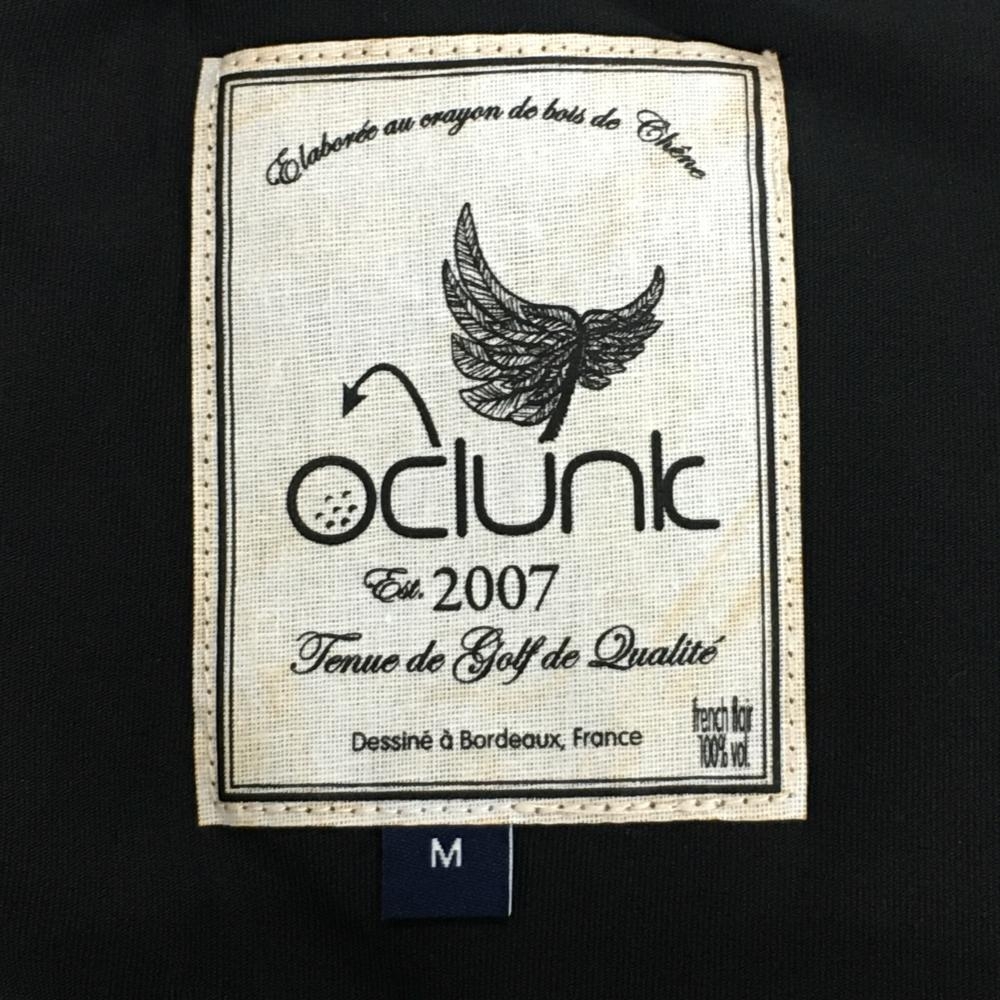 Elaborée au crayon de bois de Chêne
oclunk
Est. 2007
Tenue de Golf de Qualité
Dessiné à Bordeaux, France
french flair
100% vol.
M